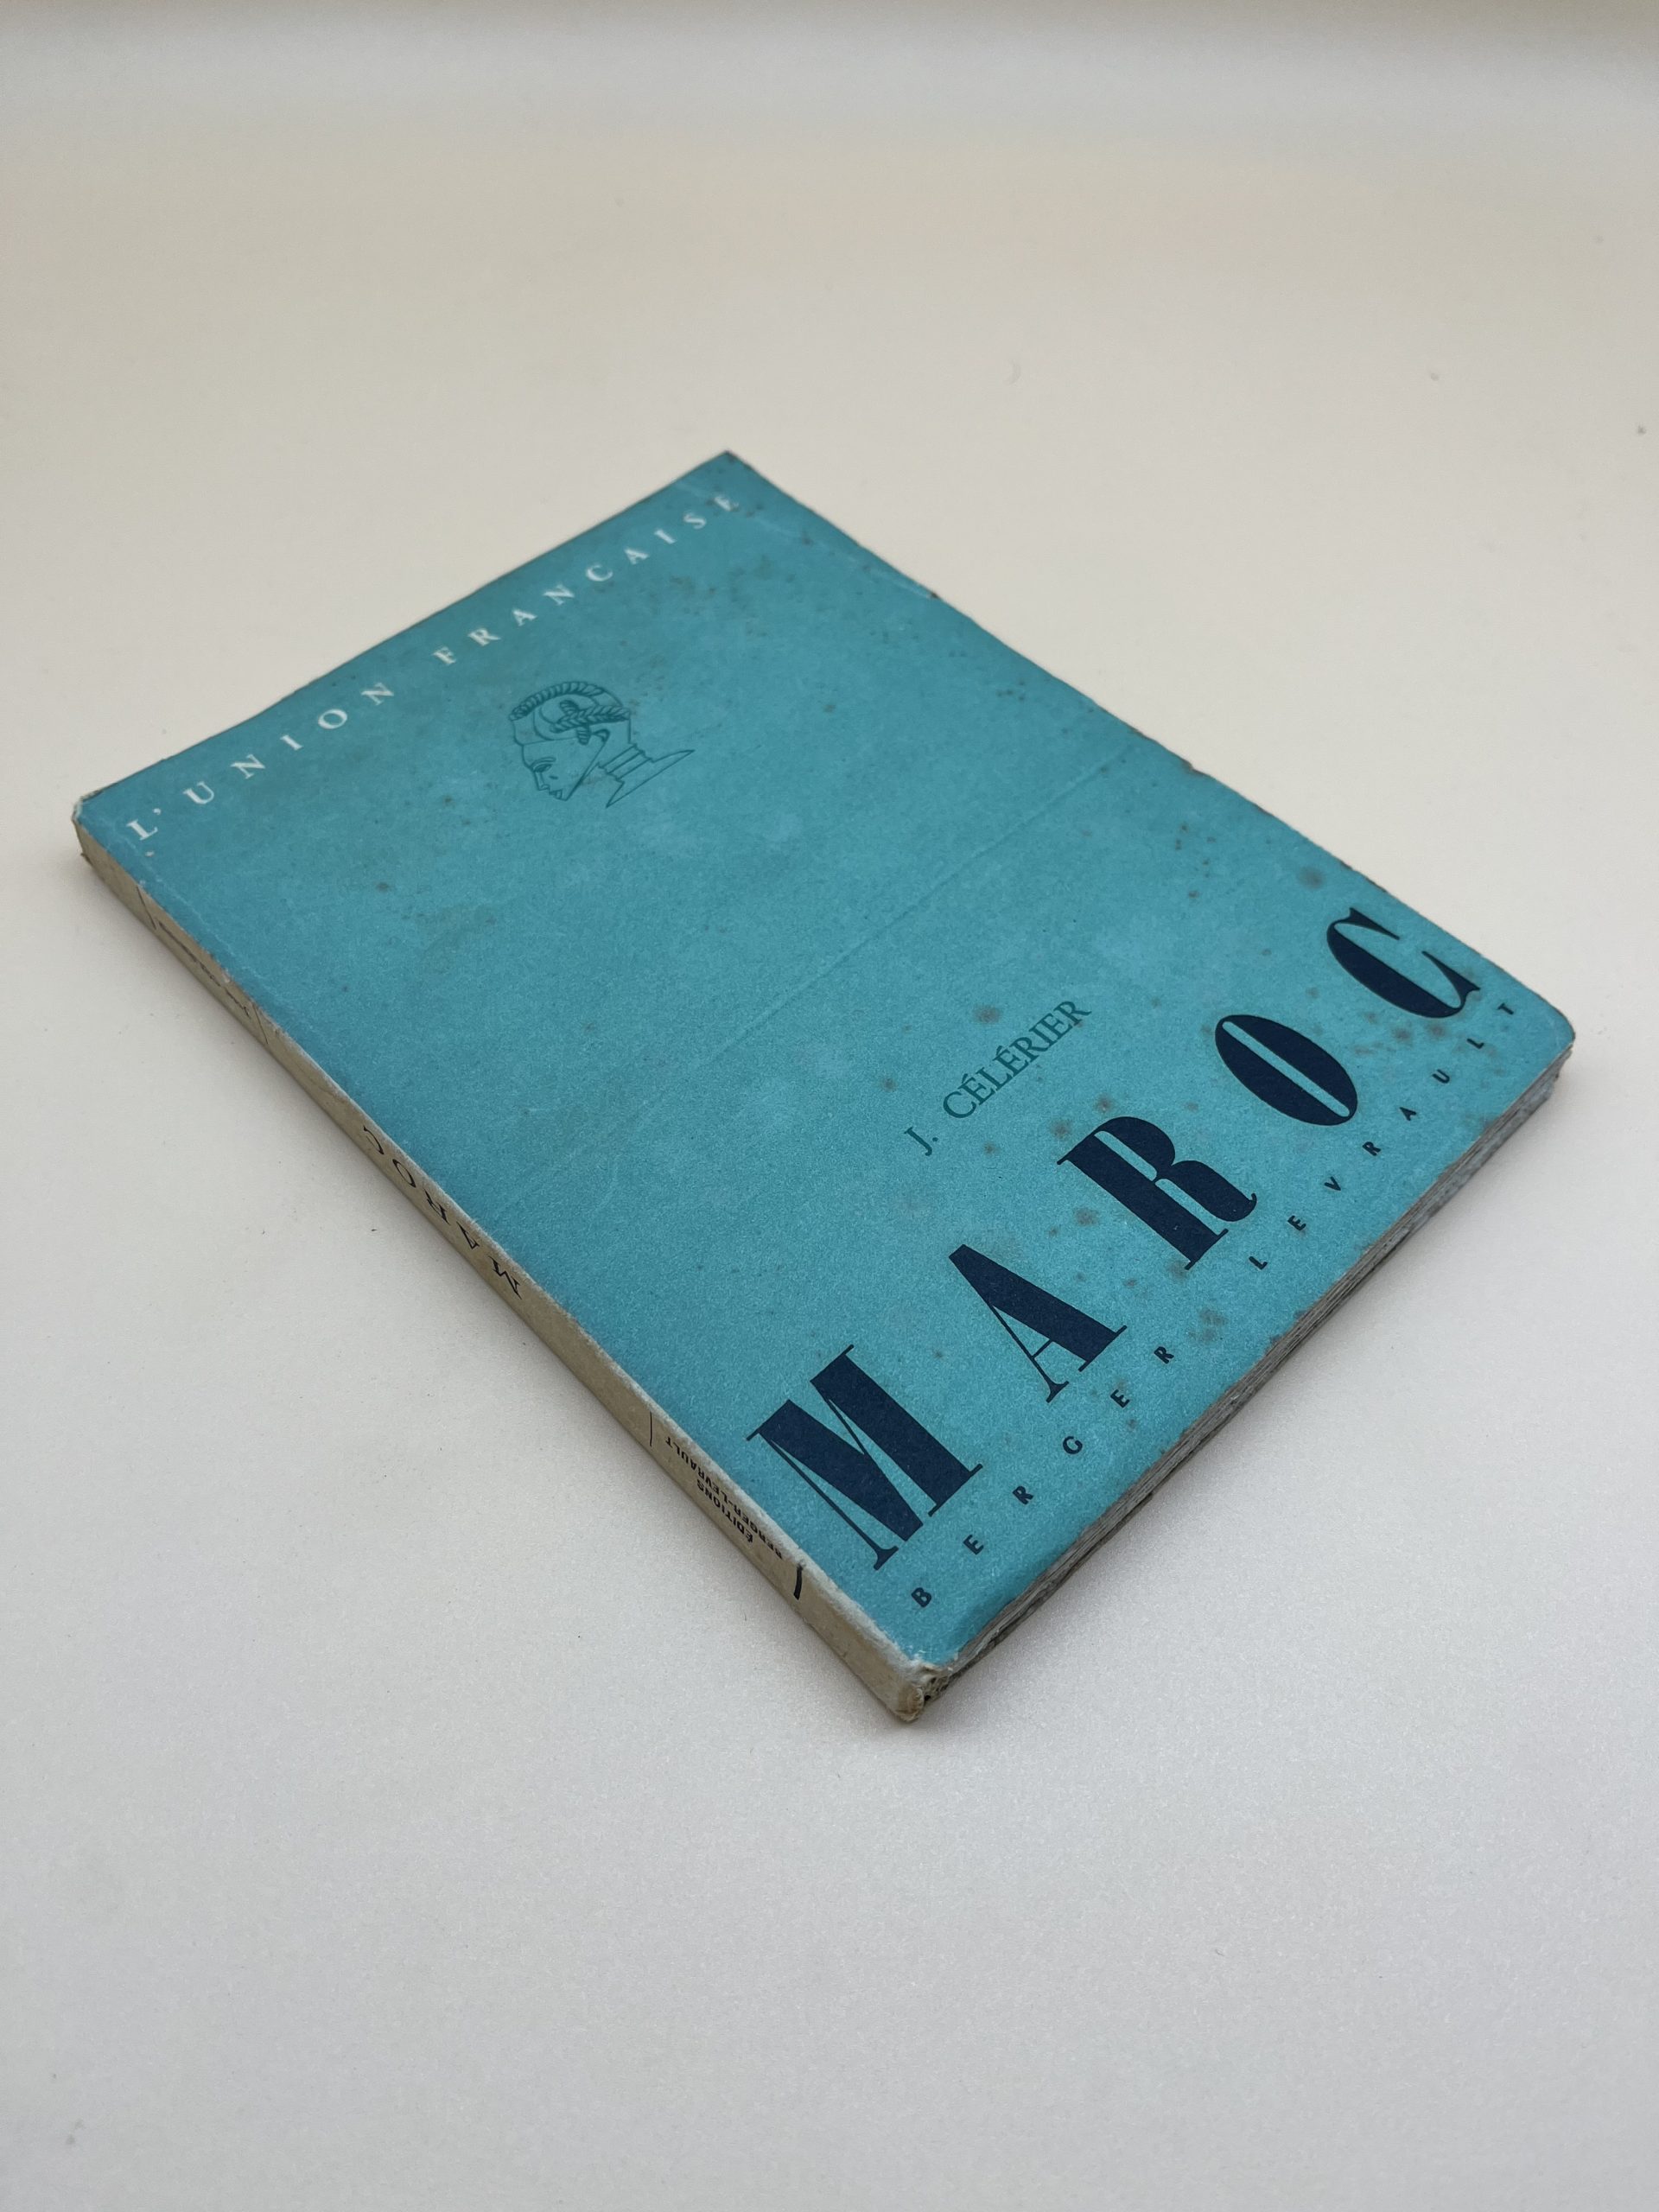 L'UNION FRANCAISE
J. CÉLÉRIER
MAROC
BERGER LEVRAULT
MAROC
ÉDITIONS
BERGER-LEVRAULT